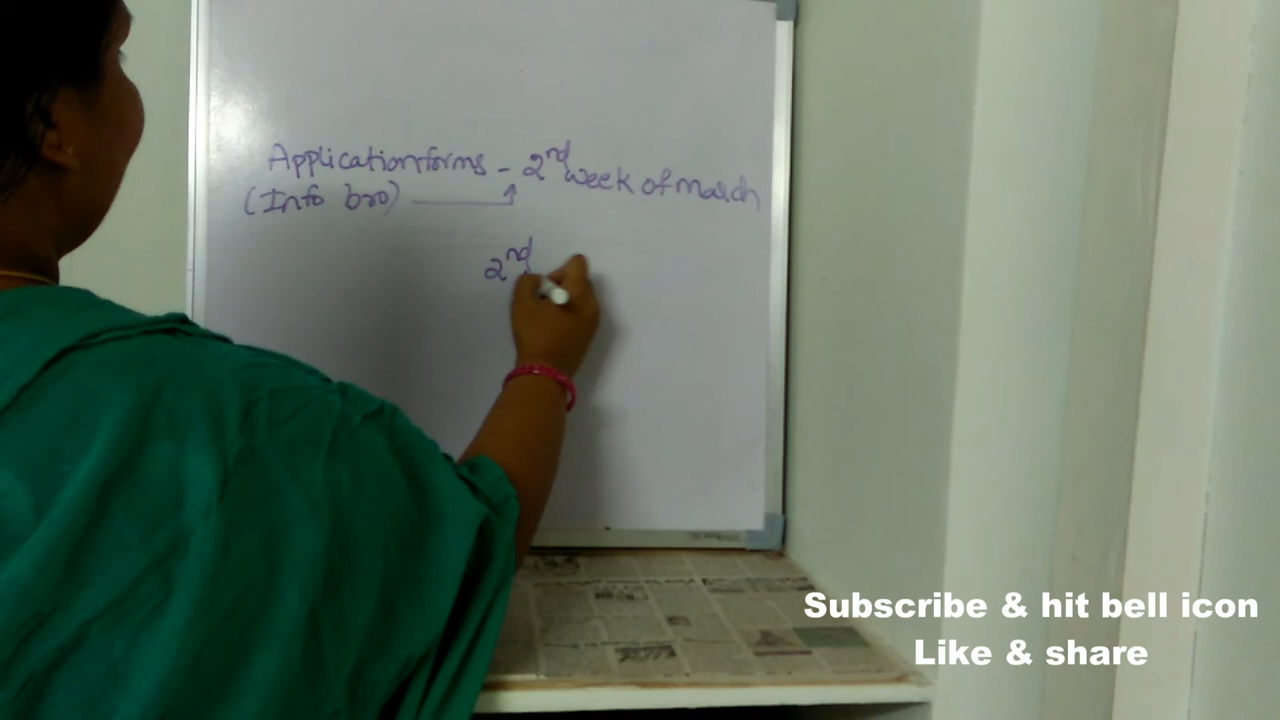 Application forms - 2nd week of March
(Info bro)
2nd
Subscribe & hit bell icon
Like & share